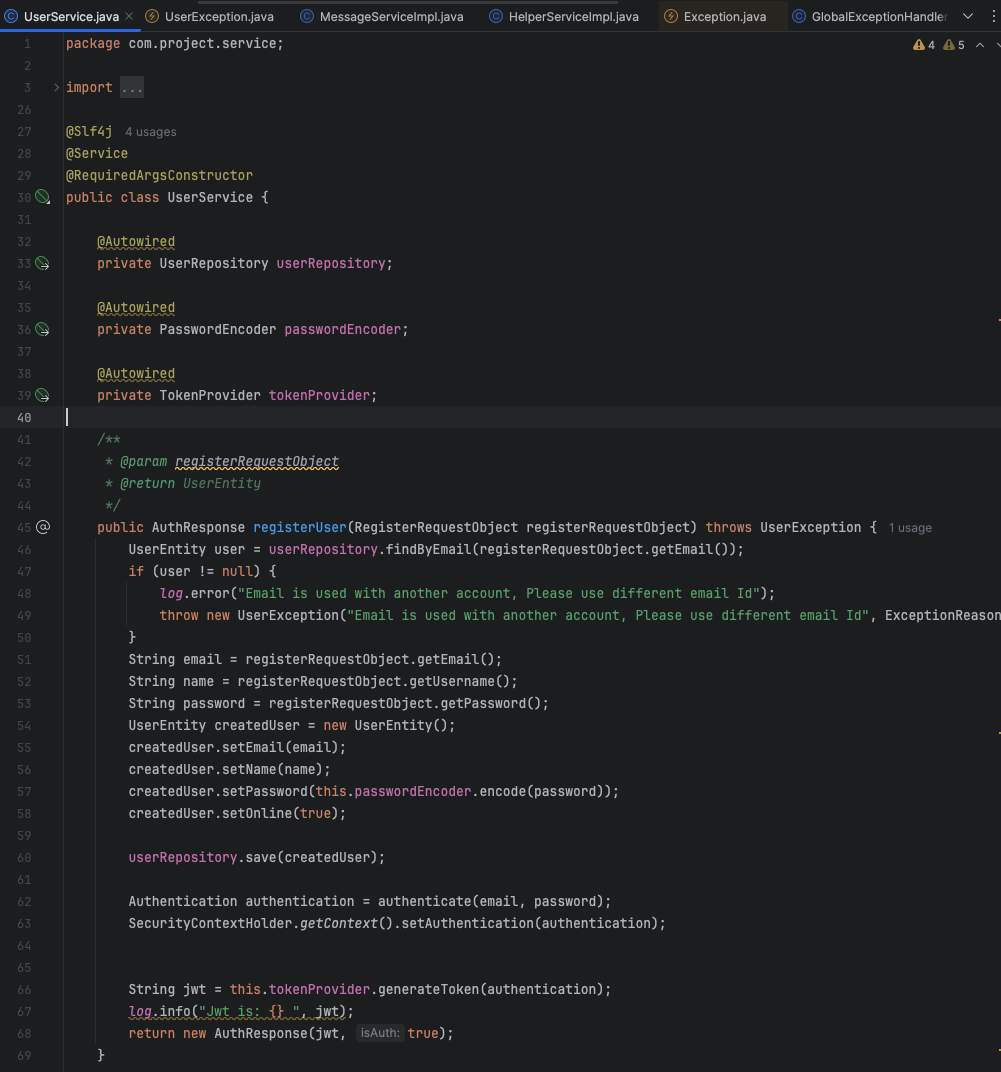 UserService.java UserException.java MessageServiceImpl.java HelperServiceImpl.java Exception.java GlobalExceptionHandler
1 package com.project.service; 4 5
2
3 import ...
26
27 @Slf4j 4 usages
28 @Service
29 @RequiredArgsConstructor
30 public class UserService {
31
32 @Autowired
33 private UserRepository userRepository;
34
35 @Autowired
36 private PasswordEncoder passwordEncoder;
37
38 @Autowired
39 private TokenProvider tokenProvider;
40
41 /**
42 * @param registerRequestObject
43 * @return UserEntity
44 */
45 public AuthResponse registerUser(RegisterRequestObject registerRequestObject) throws UserException { 1 usage
46 UserEntity user = userRepository.findByEmail(registerRequestObject.getEmail());
47 if (user != null) {
48 log.error("Email is used with another account, Please use different email Id");
49 throw new UserException("Email is used with another account, Please use different email Id", ExceptionReason
50 }
51 String email = registerRequestObject.getEmail();
52 String name = registerRequestObject.getUsername();
53 String password = registerRequestObject.getPassword();
54 UserEntity createdUser = new UserEntity();
55 createdUser.setEmail(email);
56 createdUser.setName(name);
57 createdUser.setPassword(this.passwordEncoder.encode(password));
58 createdUser.setOnline(true);
59
60 userRepository.save(createdUser);
61
62 Authentication authentication = authenticate(email, password);
63 SecurityContextHolder.getContext().setAuthentication(authentication);
64
65
66 String jwt = this.tokenProvider.generateToken(authentication);
67 log.info("Jwt is: {} ", jwt);
68 return new AuthResponse(jwt, isAuth: true);
69 }